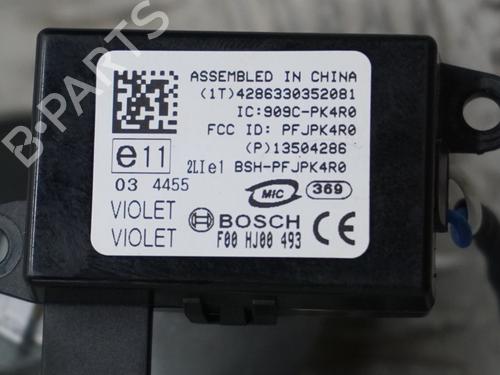 B-PARTS
ASSEMBLED IN CHINA
(1T)4286330352081
IC:909C-PK4R0
FCC ID: PFJPK4R0
(P)13504286
e11
2LIe1 BSH-PFJPK4R0
03 4455
MIC
369
VIOLET
VIOLET
BOSCH
F00 HJ00 493
CE